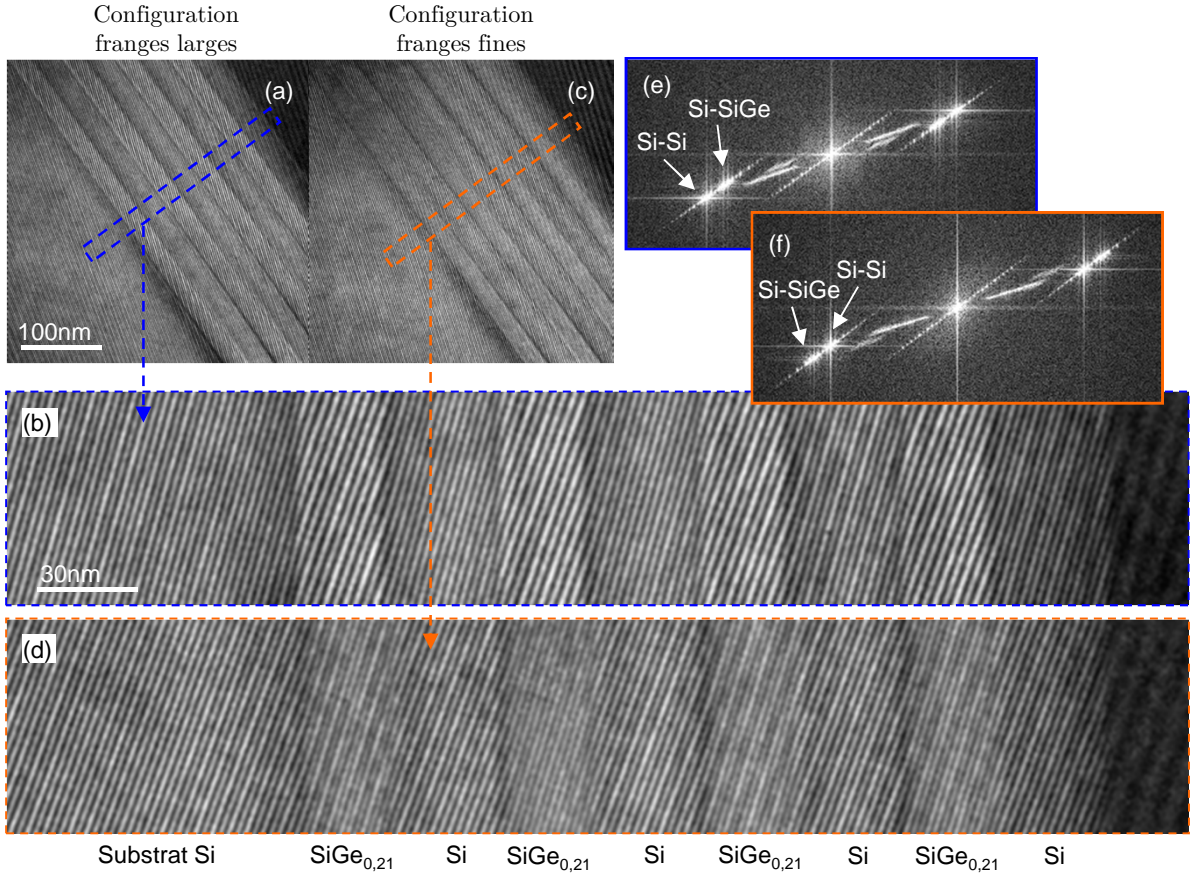 Configuration
franges larges
Configuration
franges fines
(a)
(c)
100nm
(e)
Si-SiGe
Si-Si
(f)
Si-Si
Si-SiGe
(b)
30nm
(d)
Substrat Si
SiGe0,21
Si
SiGe0,21
Si
SiGe0,21
Si
SiGe0,21
Si